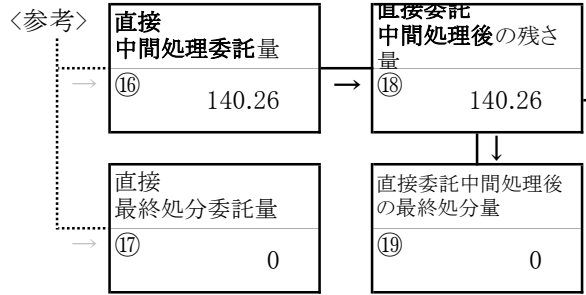 〈参考〉
直接
中間処理委託量
⑯
140.26
→
→
直接委託
中間処理後の残さ
量
⑱
140.26
↓
直接
最終処分委託量
⑰
0
→
直接委託中間処理後
の最終処分量
⑲
0